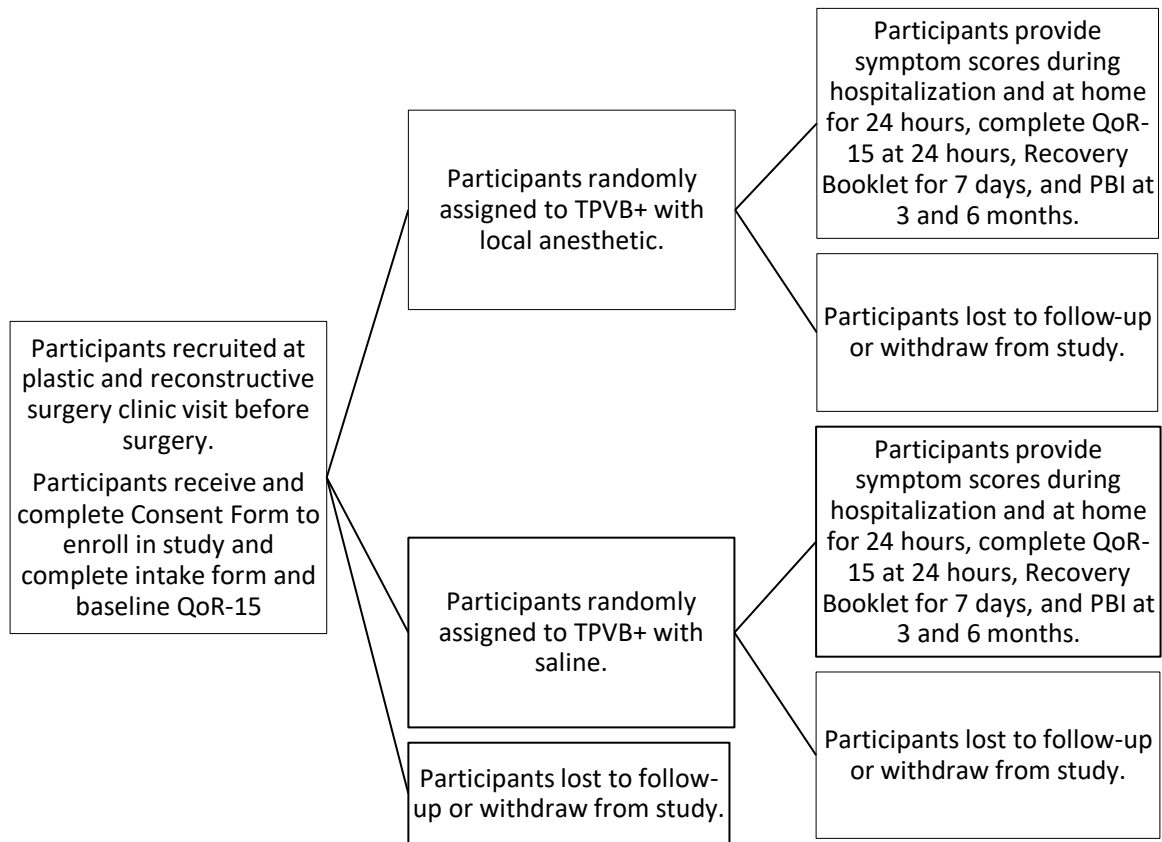 Participants recruited at
plastic and reconstructive
surgery clinic visit before
surgery.
Participants receive and
complete Consent Form to
enroll in study and
complete intake form and
baseline QoR-15
Participants randomly
assigned to TPVB+ with
local anesthetic.
Participants provide
symptom scores during
hospitalization and at home
for 24 hours, complete QoR-
15 at 24 hours, Recovery
Booklet for 7 days, and PBI at
3 and 6 months.
Participants lost to follow-up
or withdraw from study.
Participants randomly
assigned to TPVB+ with
saline.
Participants provide
symptom scores during
hospitalization and at home
for 24 hours, complete QoR-
15 at 24 hours, Recovery
Booklet for 7 days, and PBI at
3 and 6 months.
Participants lost to follow-up
or withdraw from study.
Participants lost to follow-
up or withdraw from study.